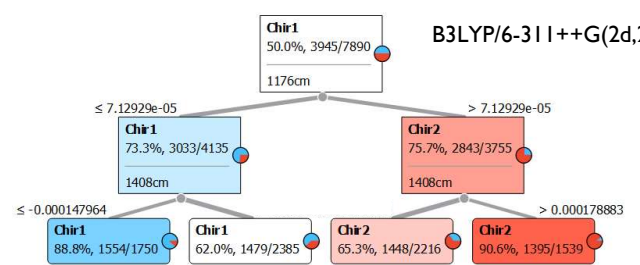 Chir1
50.0%, 3945/7890
1176cm
B3LYP/6-311++G(2d,
≤ 7.12929e-05
> 7.12929e-05
Chir1
73.3%, 3033/4135
1408cm
Chir2
75.7%, 2843/3755
1408cm
≤ -0.000147964
> 0.000178883
Chir1
88.8%, 1554/1750
Chir1
62.0%, 1479/2385
Chir2
65.3%, 1448/2216
Chir2
90.6%, 1395/1539